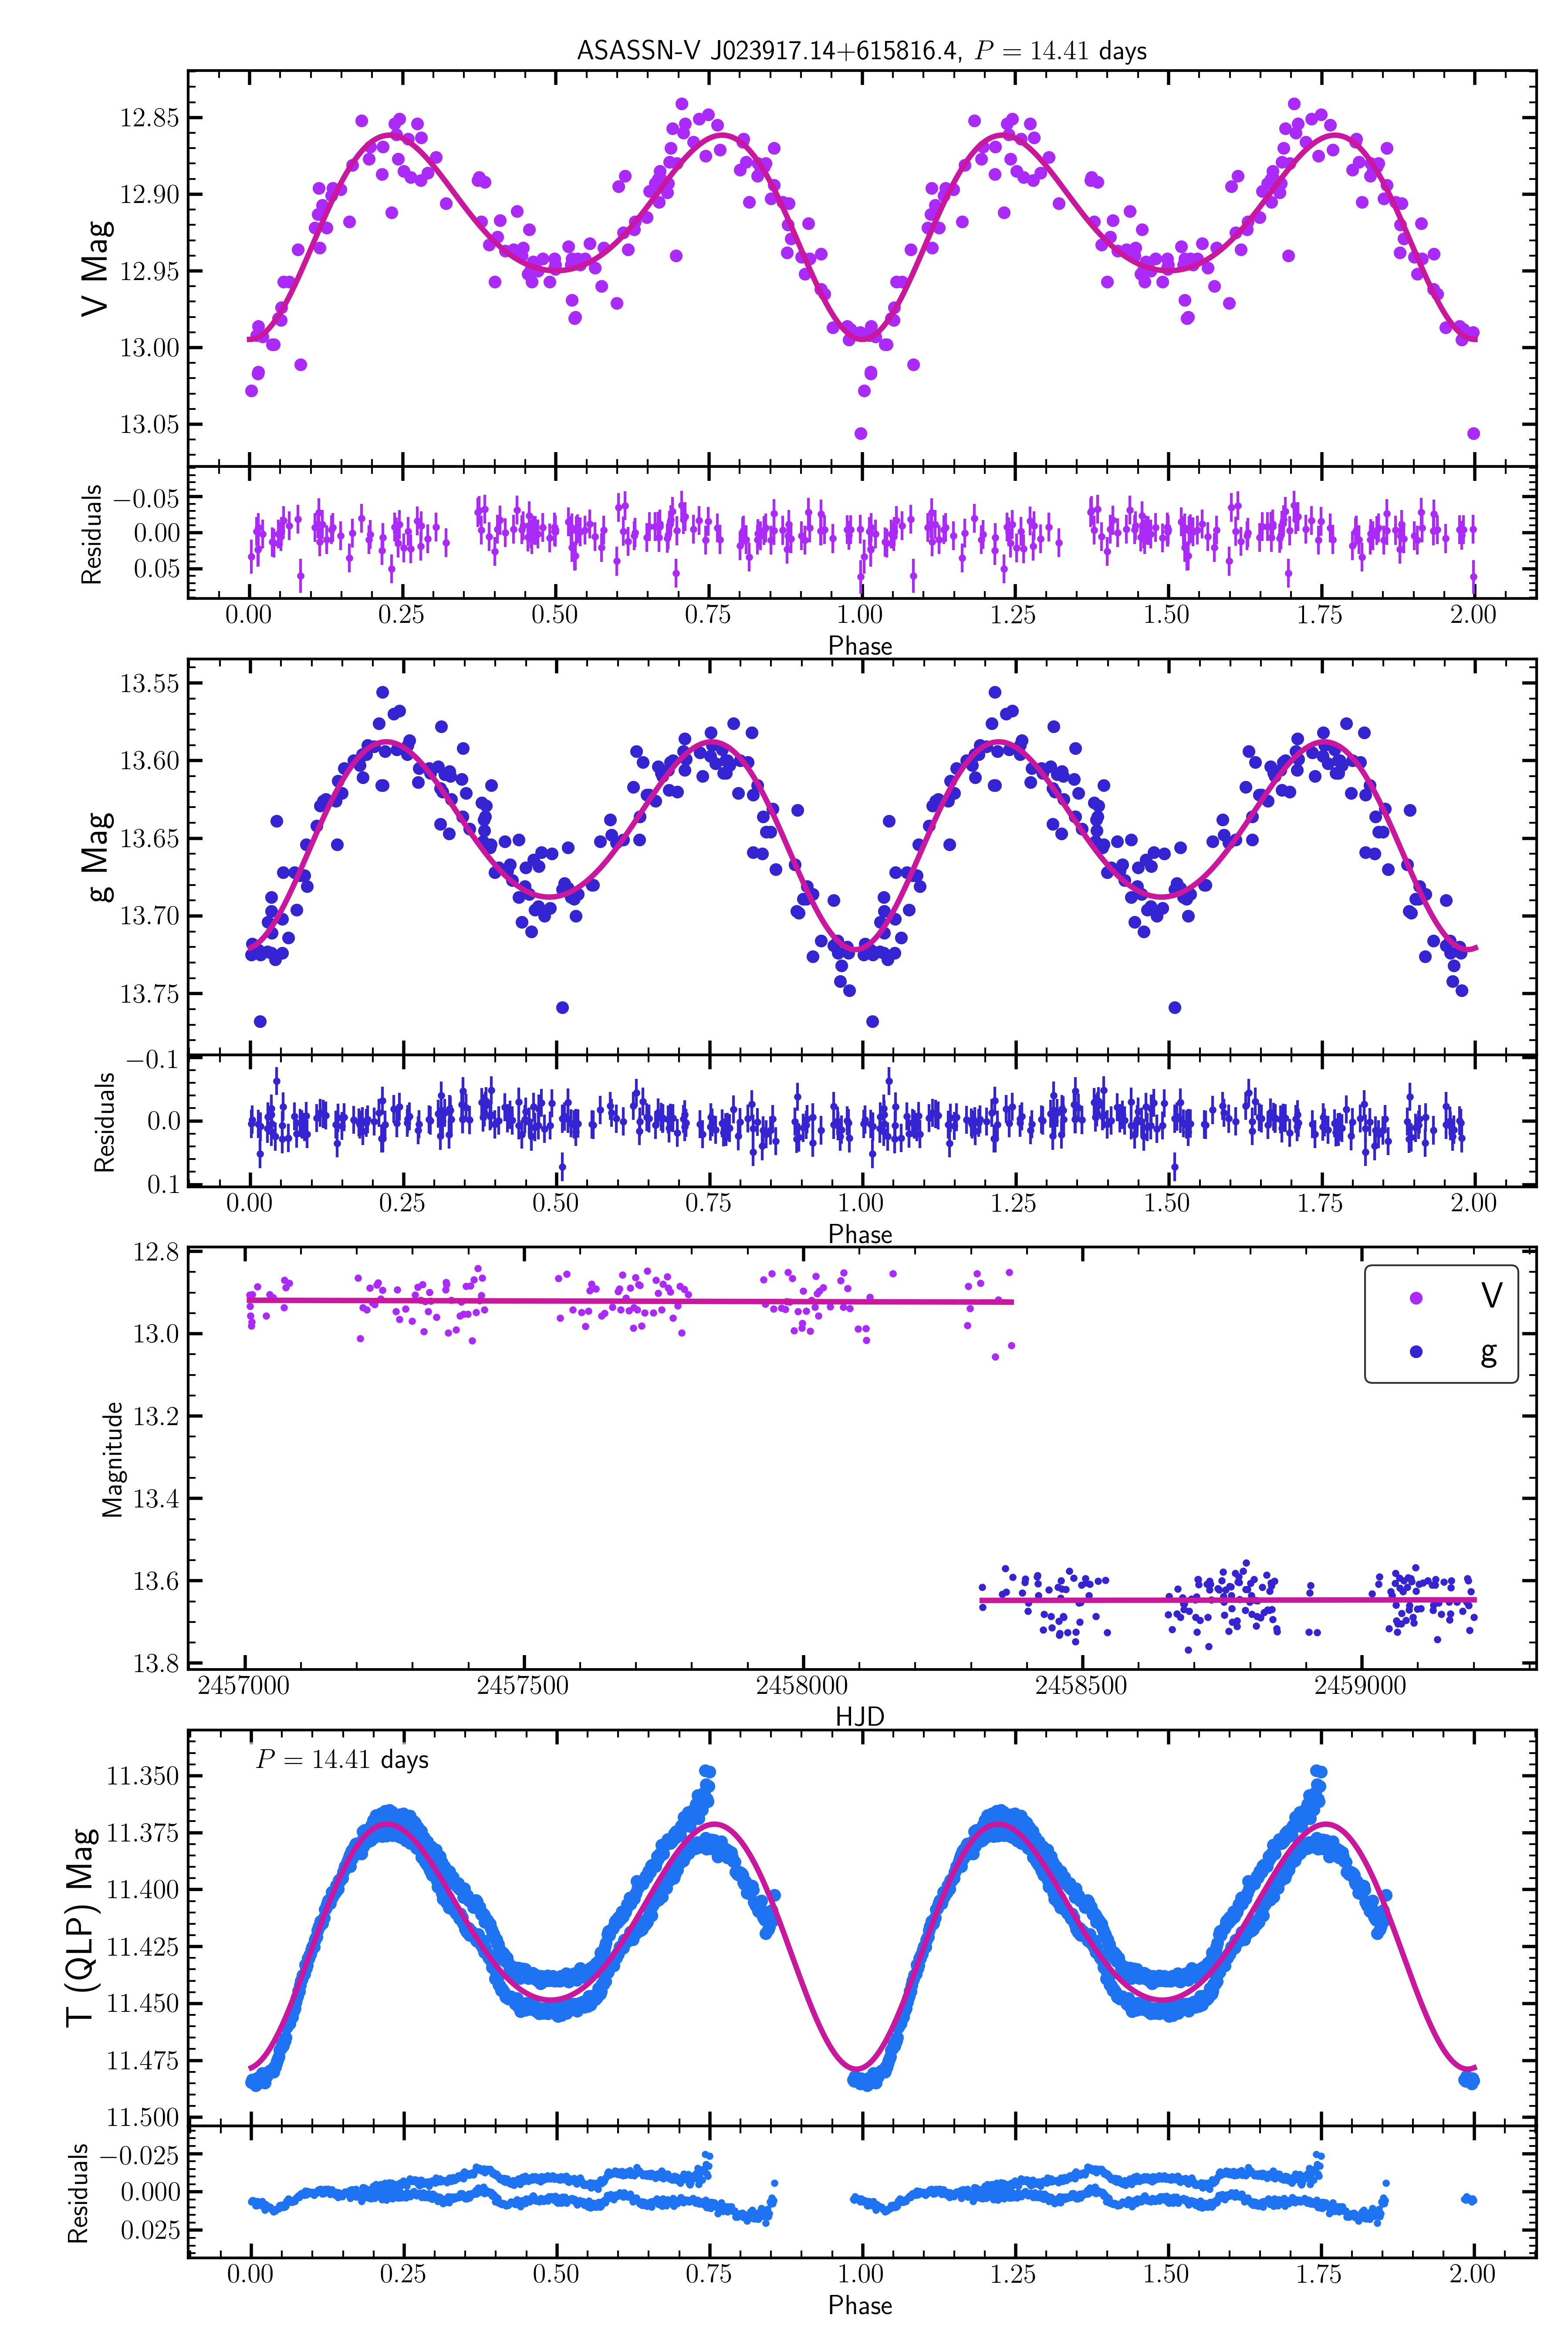 ASASSN-V J023917.14+615816.4, P = 14.41 days
V Mag
12.85
12.90
12.95
13.00
13.05
Residuals
−0.05
0.00
0.05
0.00 0.25 0.50 0.75 1.00 1.25 1.50 1.75 2.00
Phase
g Mag
13.55
13.60
13.65
13.70
13.75
Residuals
−0.1
0.0
0.1
0.00 0.25 0.50 0.75 1.00 1.25 1.50 1.75 2.00
Phase
Magnitude
12.8
13.0
13.2
13.4
13.6
13.8
V
g
2457000 2457500 2458000 2458500 2459000
HJD
P = 14.41 days
T (QLP) Mag
11.350
11.375
11.400
11.425
11.450
11.475
11.500
Residuals
−0.025
0.000
0.025
0.00 0.25 0.50 0.75 1.00 1.25 1.50 1.75 2.00
Phase